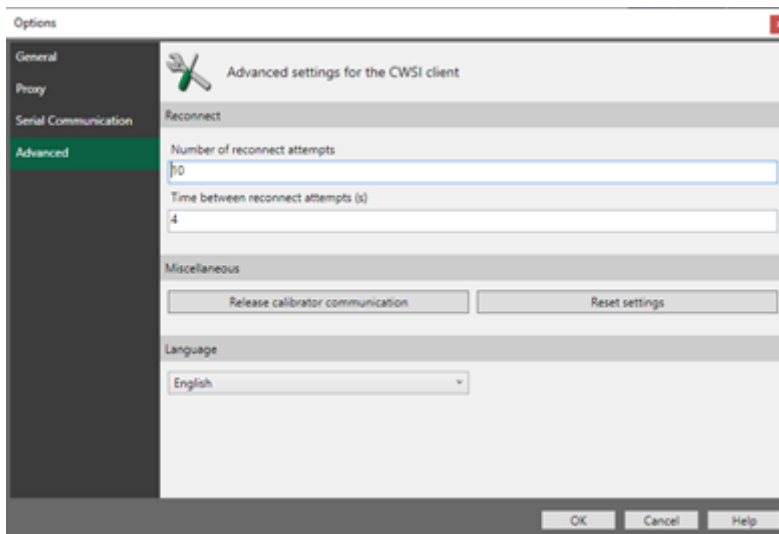 Options
General
Proxy
Serial Communication
Advanced
Advanced settings for the CWSI client
Reconnect
Number of reconnect attempts
10
Time between reconnect attempts (s)
4
Miscellaneous
Release calibrator communication
Reset settings
Language
English
OK
Cancel
Help